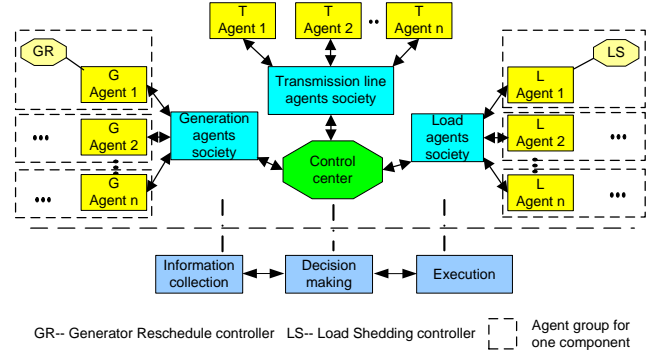 T
Agent 1
T
Agent 2
T
Agent n
GR
G
Agent 1
Transmission line
agents society
LS
L
Agent 1
...
G
Agent 2
Generation
agents
society
Load
agents
society
L
Agent 2
...
Control
center
...
G
Agent n
L
Agent n
...
Information
collection
Decision
making
Execution
GR-- Generator Reschedule controller LS-- Load Shedding controller
Agent group for
one component